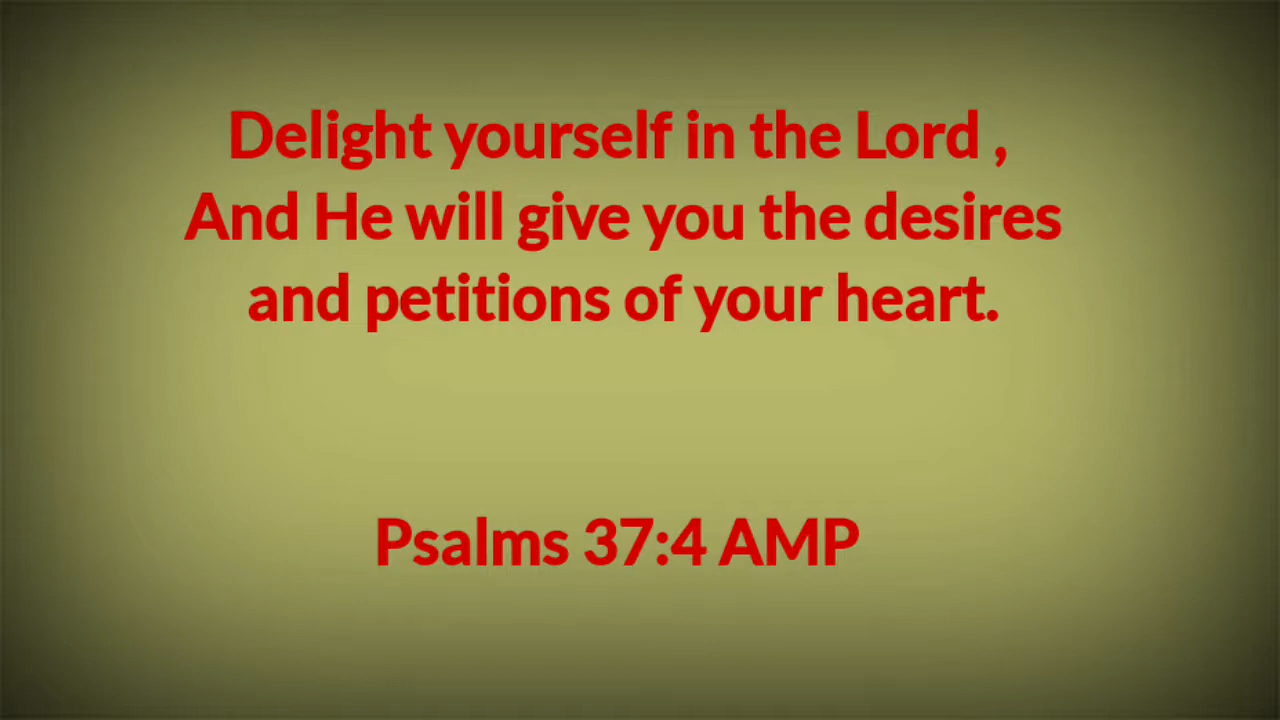 Delight yourself in the Lord ,
And He will give you the desires
and petitions of your heart.
Psalms 37:4 AMP